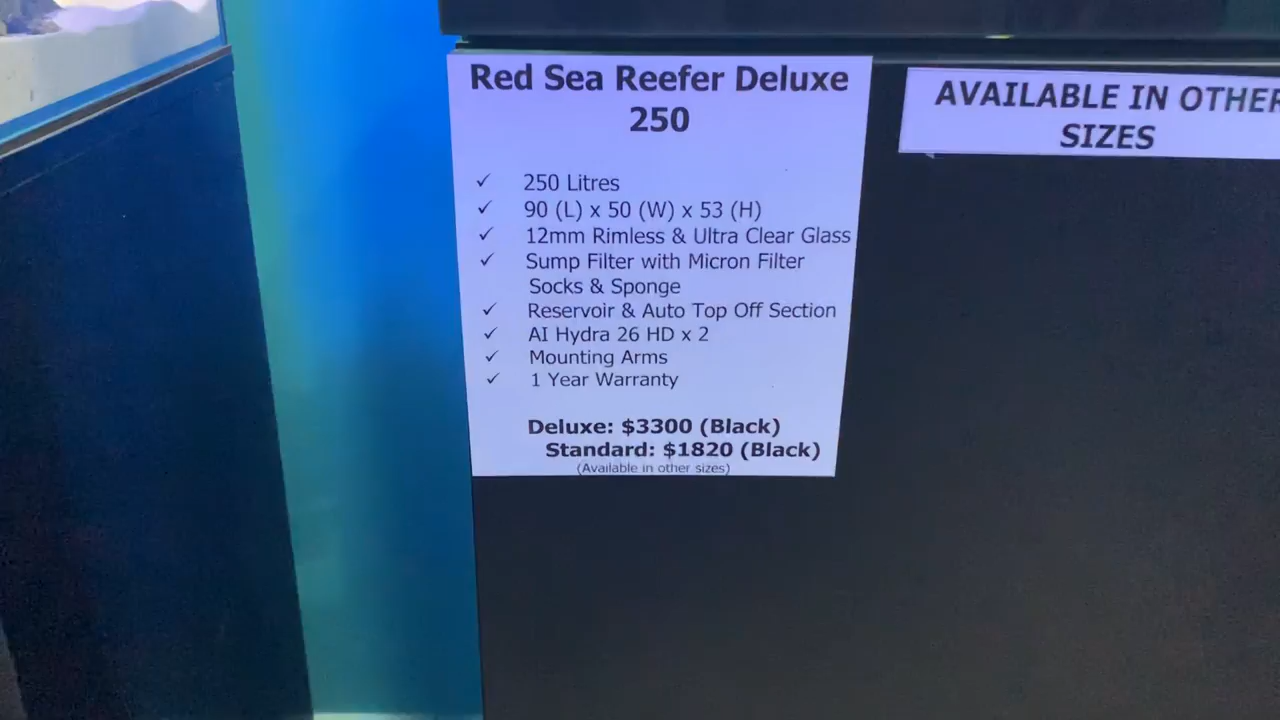 Red Sea Reefer Deluxe
250
✓ 250 Litres
✓ 90 (L) x 50 (W) x 53 (H)
✓ 12mm Rimless & Ultra Clear Glass
✓ Sump Filter with Micron Filter
Socks & Sponge
✓ Reservoir & Auto Top Off Section
✓ AI Hydra 26 HD x 2
✓ Mounting Arms
✓ 1 Year Warranty
Deluxe: $3300 (Black)
Standard: $1820 (Black)
(Available in other sizes)
AVAILABLE IN OTHER
SIZES